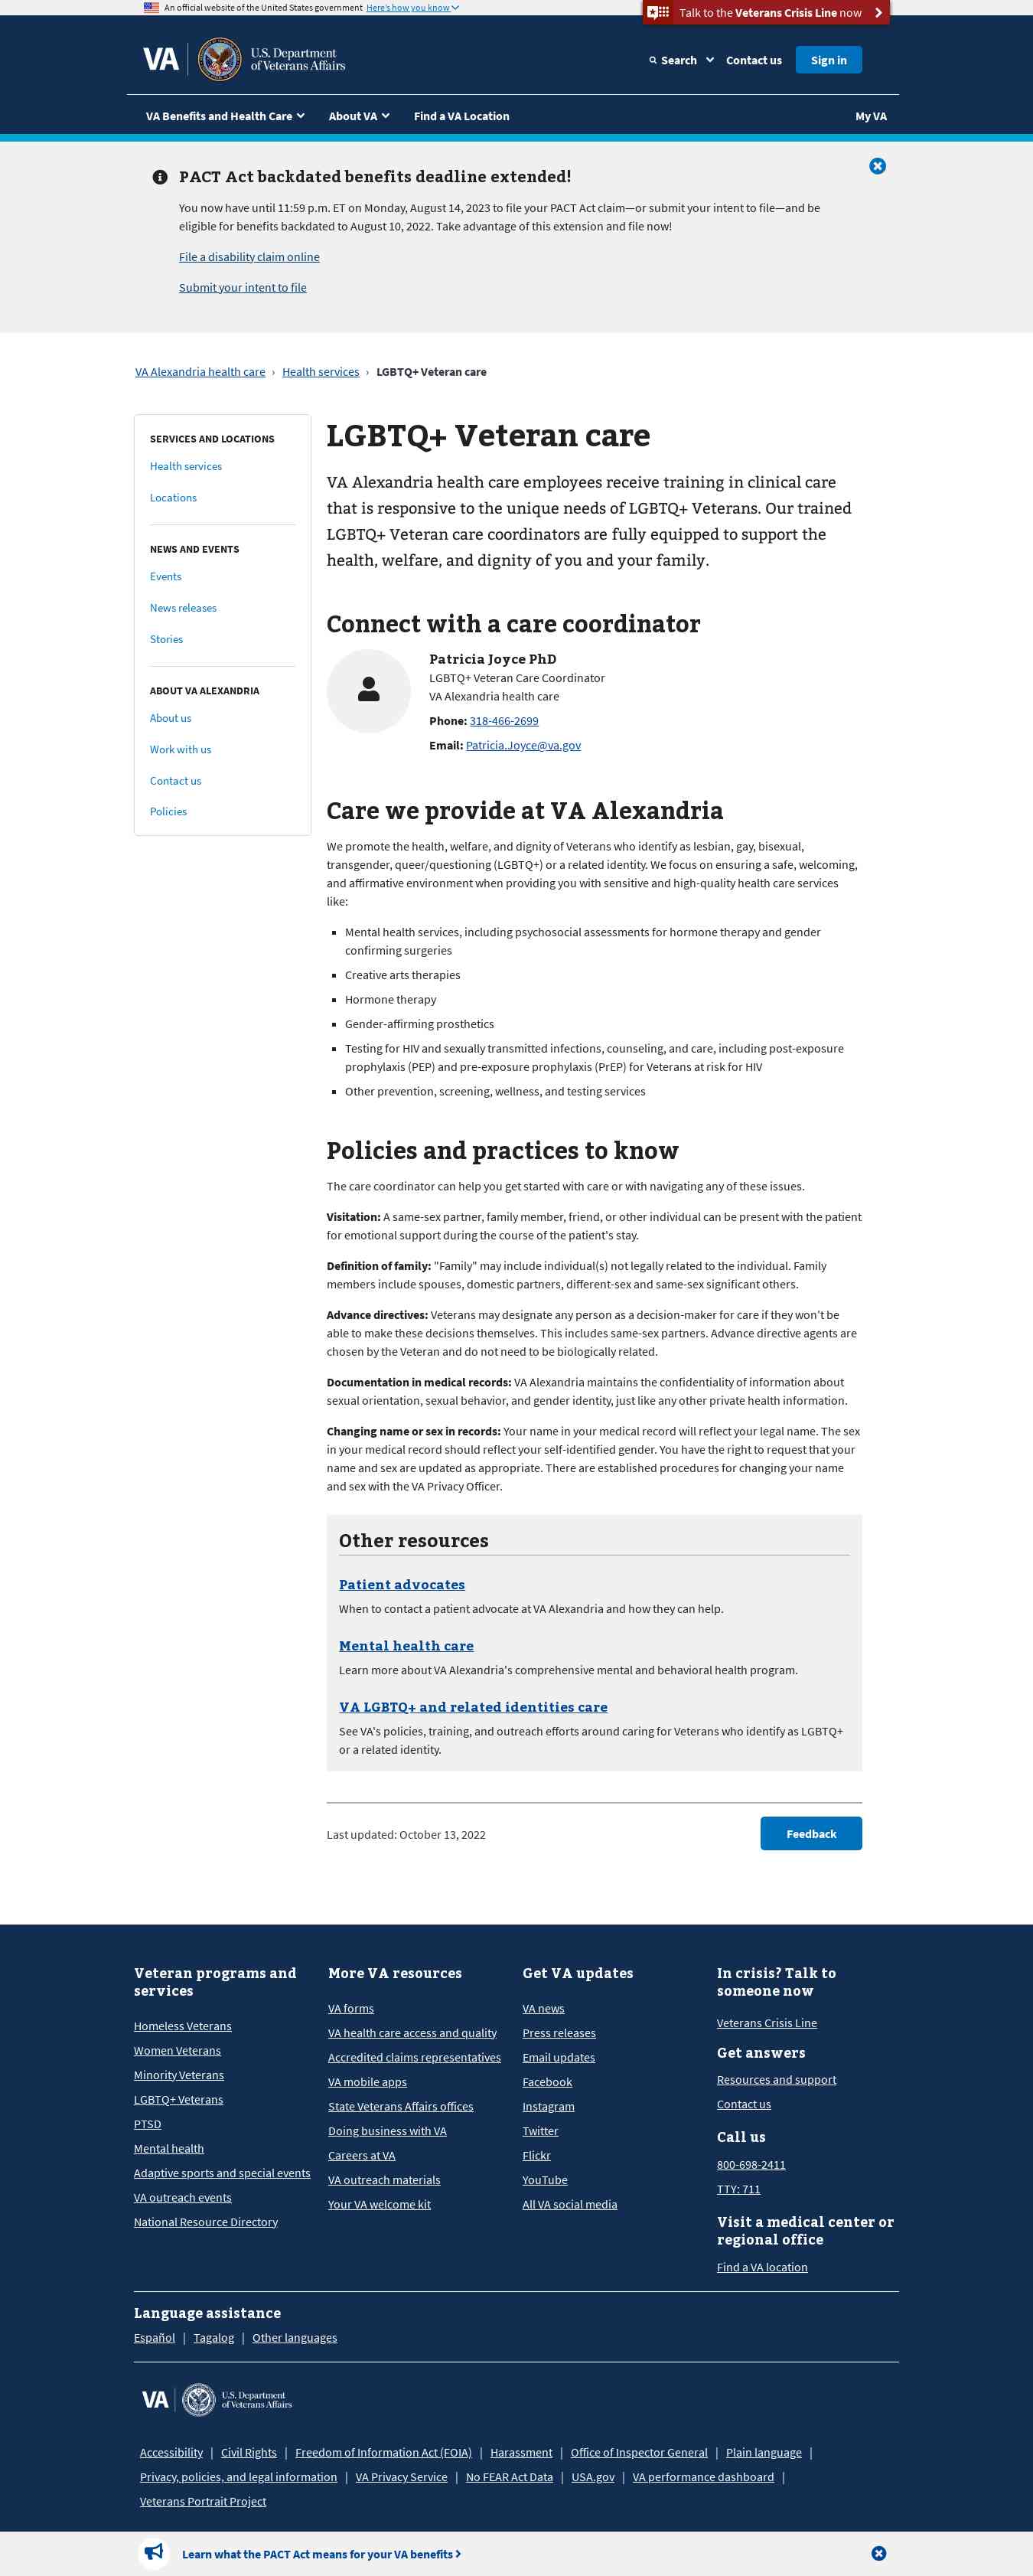 An official website of the United States government Here's how you know
Talk to the Veterans Crisis Line now
VA | U.S. Department
of Veterans Affairs
Search
Contact us
Sign in
VA Benefits and Health Care
About VA
Find a VA Location
My VA
PACT Act backdated benefits deadline extended!
You now have until 11:59 p.m. ET on Monday, August 14, 2023 to file your PACT Act claim—or submit your intent to file—and be
eligible for benefits backdated to August 10, 2022. Take advantage of this extension and file now!
File a disability claim online
Submit your intent to file
VA Alexandria health care › Health services › LGBTQ+ Veteran care
SERVICES AND LOCATIONS
Health services
Locations
NEWS AND EVENTS
Events
News releases
Stories
ABOUT VA ALEXANDRIA
About us
Work with us
Contact us
Policies
LGBTQ+ Veteran care
VA Alexandria health care employees receive training in clinical care
that is responsive to the unique needs of LGBTQ+ Veterans. Our trained
LGBTQ+ Veteran care coordinators are fully equipped to support the
health, welfare, and dignity of you and your family.
Connect with a care coordinator
Patricia Joyce PhD
LGBTQ+ Veteran Care Coordinator
VA Alexandria health care
Phone: 318-466-2699
Email: Patricia.Joyce@va.gov
Care we provide at VA Alexandria
We promote the health, welfare, and dignity of Veterans who identify as lesbian, gay, bisexual,
transgender, queer/questioning (LGBTQ+) or a related identity. We focus on ensuring a safe, welcoming,
and affirmative environment when providing you with sensitive and high-quality health care services
like:
Mental health services, including psychosocial assessments for hormone therapy and gender
confirming surgeries
Creative arts therapies
Hormone therapy
Gender-affirming prosthetics
Testing for HIV and sexually transmitted infections, counseling, and care, including post-exposure
prophylaxis (PEP) and pre-exposure prophylaxis (PrEP) for Veterans at risk for HIV
Other prevention, screening, wellness, and testing services
Policies and practices to know
The care coordinator can help you get started with care or with navigating any of these issues.
Visitation: A same-sex partner, family member, friend, or other individual can be present with the patient
for emotional support during the course of the patient's stay.
Definition of family: "Family" may include individual(s) not legally related to the individual. Family
members include spouses, domestic partners, different-sex and same-sex significant others.
Advance directives: Veterans may designate any person as a decision-maker for care if they won't be
able to make these decisions themselves. This includes same-sex partners. Advance directive agents are
chosen by the Veteran and do not need to be biologically related.
Documentation in medical records: VA Alexandria maintains the confidentiality of information about
sexual orientation, sexual behavior, and gender identity, just like any other private health information.
Changing name or sex in records: Your name in your medical record will reflect your legal name. The sex
in your medical record should reflect your self-identified gender. You have the right to request that your
name and sex are updated as appropriate. There are established procedures for changing your name
and sex with the VA Privacy Officer.
Other resources
Patient advocates
When to contact a patient advocate at VA Alexandria and how they can help.
Mental health care
Learn more about VA Alexandria's comprehensive mental and behavioral health program.
VA LGBTQ+ and related identities care
See VA's policies, training, and outreach efforts around caring for Veterans who identify as LGBTQ+
or a related identity.
Last updated: October 13, 2022
Feedback
Veteran programs and
services
Homeless Veterans
Women Veterans
Minority Veterans
LGBTQ+ Veterans
PTSD
Mental health
Adaptive sports and special events
VA outreach events
National Resource Directory
More VA resources
VA forms
VA health care access and quality
Accredited claims representatives
VA mobile apps
State Veterans Affairs offices
Doing business with VA
Careers at VA
VA outreach materials
Your VA welcome kit
Get VA updates
VA news
Press releases
Email updates
Facebook
Instagram
Twitter
Flickr
YouTube
All VA social media
In crisis? Talk to
someone now
Veterans Crisis Line
Get answers
Resources and support
Contact us
Call us
800-698-2411
TTY: 711
Visit a medical center or
regional office
Find a VA location
Language assistance
Español | Tagalog | Other languages
VA | U.S. Department
of Veterans Affairs
Accessibility | Civil Rights | Freedom of Information Act (FOIA) | Harassment | Office of Inspector General | Plain language |
Privacy, policies, and legal information | VA Privacy Service | No FEAR Act Data | USA.gov | VA performance dashboard |
Veterans Portrait Project
Learn what the PACT Act means for your VA benefits